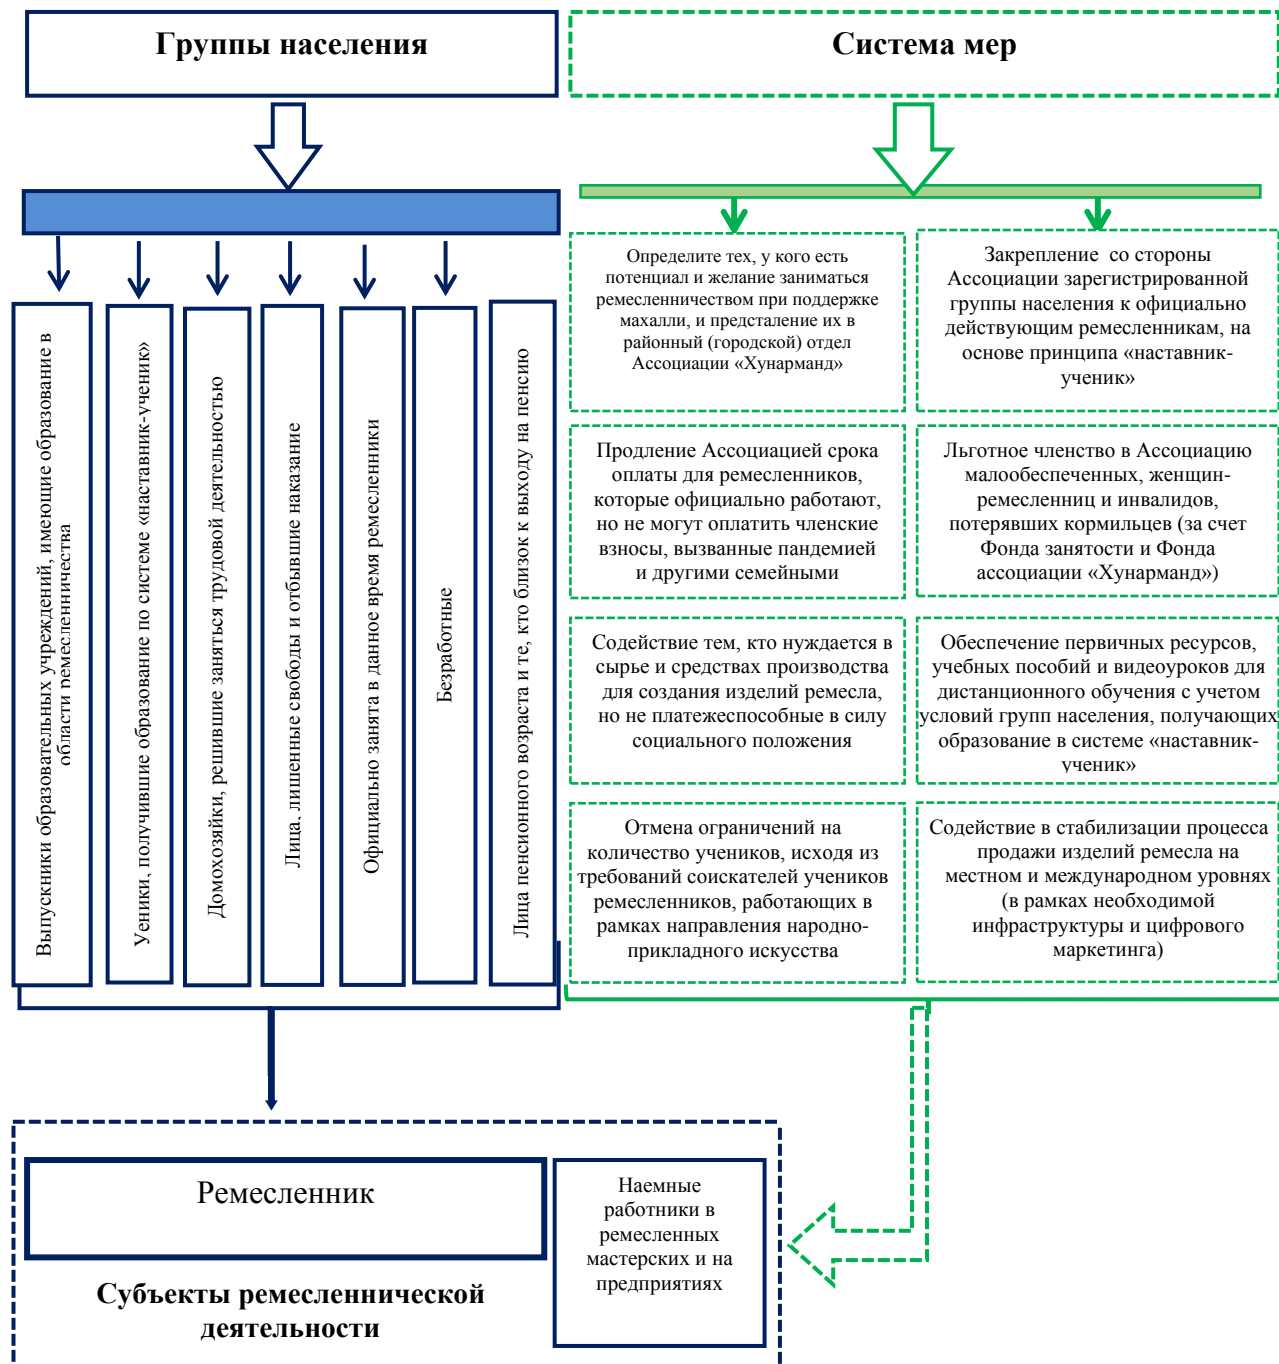 Группы населения
Система мер
Выпускники образовательных учреждений, имеющие образование в
области ремесленничества
Уеники, получившие образование по системе «наставник-ученик»
Домохозяйки, решившие заняться трудовой деятельностью
Лица, лишенные свободы и отбывшие наказание
Официально занята в данное время ремесленники
Безработные
Лица пенсионного возраста и те, кто близок к выходу на пенсию
Определите тех, у кого есть
потенциал и желание заниматься
ремесленничеством при поддержке
махалли, и предсталение их в
районный (городской) отдел
Ассоциации «Хунарманд»
Закрепление со стороны
Ассоциации зарегистрированной
группы населения к официально
действующим ремесленникам, на
основе принципа «наставник-
ученик»
Продление Ассоциацией срока
оплаты для ремесленников,
которые официально работают,
но не могут оплатить членские
взносы, вызванные пандемией
и другими семейными
Льготное членство в Ассоциацию
малообеспеченных, женщин-
ремесленниц и инвалидов,
потерявших кормильцев (за счет
Фонда занятости и Фонда
ассоциации «Хунарманд»)
Содействие тем, кто нуждается в
сырье и средствах производства
для создания изделий ремесла,
но не платежеспособные в силу
социального положения
Обеспечение первичных ресурсов,
учебных пособий и видеоуроков для
дистанционного обучения с учетом
условий групп населения, получающих
образование в системе «наставник-
ученик»
Отмена ограничений на
количество учеников, исходя из
требований соискателей учеников
ремесленников, работающих в
рамках направления народно-
прикладного искусства
Содействие в стабилизации процесса
продажи изделий ремесла на
местном и международном уровнях
(в рамках необходимой
инфраструктуры и цифрового
маркетинга)
Ремесленник
Наемные
работники в
ремесленных
мастерских и на
предприятиях
Субъекты ремесленнической
деятельности